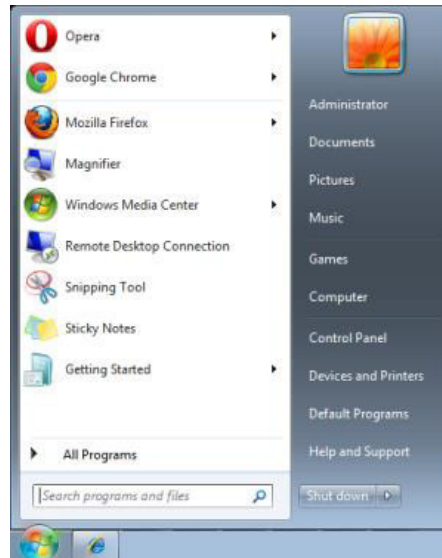 Opera
Google Chrome
Mozilla Firefox
Magnifier
Windows Media Center
Remote Desktop Connection
Snipping Tool
Sticky Notes
Getting Started
All Programs
Search programs and files
Administrator
Documents
Pictures
Music
Games
Computer
Control Panel
Devices and Printers
Default Programs
Help and Support
Shut down